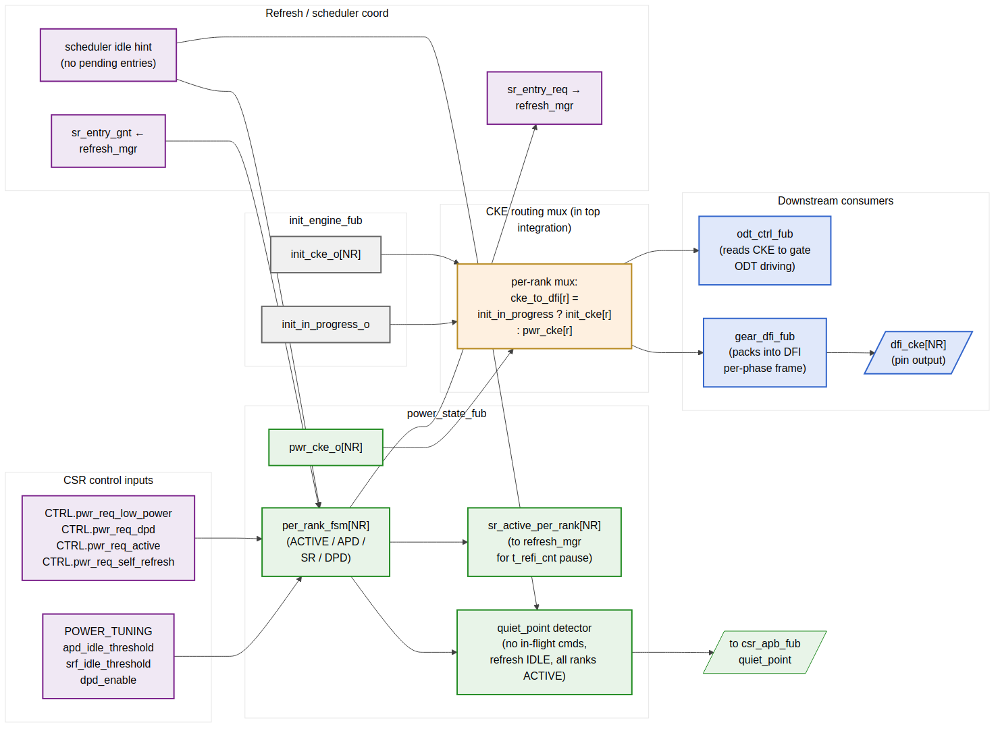 Refresh / scheduler coord
scheduler idle hint
(no pending entries)
sr_entry_req →
refresh_mgr
sr_entry_gnt ←
refresh_mgr
init_engine_fub
init_cke_o[NR]
init_in_progress_o
CKE routing mux (in top
integration)
per-rank mux:
cke_to_dfi[r] =
init_in_progress ? init_cke[r]
: pwr_cke[r]
Downstream consumers
odt_ctrl_fub
(reads CKE to gate
ODT driving)
gear_dfi_fub
(packs into DFI
per-phase frame)
dfi_cke[NR]
(pin output)
power_state_fub
pwr_cke_o[NR]
per_rank_fsm[NR]
(ACTIVE / APD /
SR / DPD)
sr_active_per_rank[NR]
(to refresh_mgr
for t_refi_cnt pause)
quiet_point detector
(no in-flight cmds,
refresh IDLE, all ranks
ACTIVE)
to csr_apb_fub
quiet_point
CSR control inputs
CTRL.pwr_req_low_power
CTRL.pwr_req_dpd
CTRL.pwr_req_active
CTRL.pwr_req_self_refresh
POWER_TUNING
apd_idle_threshold
srf_idle_threshold
dpd_enable